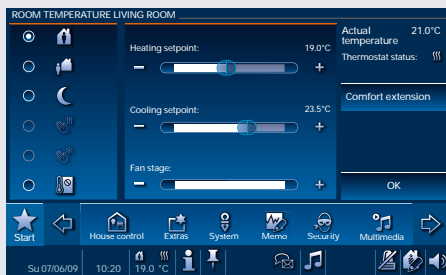 ROOM TEMPERATURE LIVING ROOM
Heating setpoint: 19.0°C
Cooling setpoint: 23.5°C
Fan stage:
Actual temperature 21.0°C
Thermostat status:
Comfort extension
OK
Start House control Extras System Memo Security Multimedia
Su 07/06/09 10:20 19.0 °C